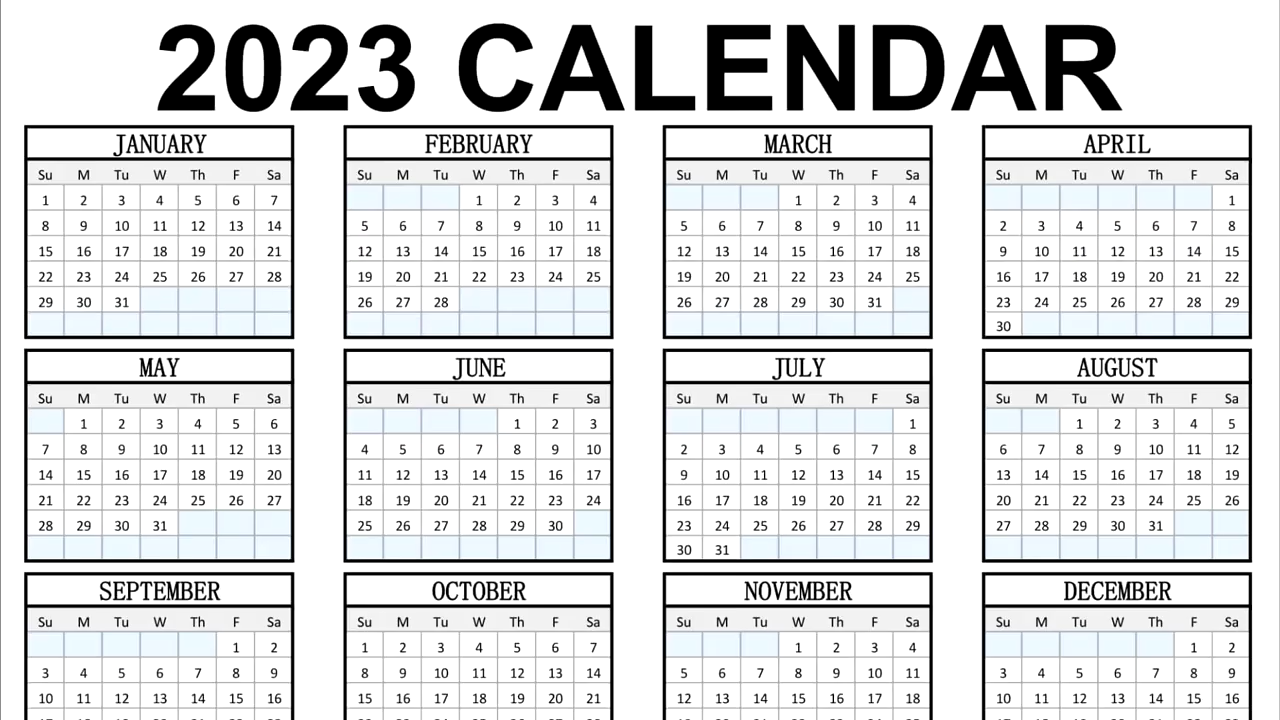 2023 CALENDAR
JANUARY
Su M Tu W Th F Sa
1 2 3 4 5 6 7
8 9 10 11 12 13 14
15 16 17 18 19 20 21
22 23 24 25 26 27 28
29 30 31
FEBRUARY
Su M Tu W Th F Sa
1 2 3 4
5 6 7 8 9 10 11
12 13 14 15 16 17 18
19 20 21 22 23 24 25
26 27 28
MARCH
Su M Tu W Th F Sa
1 2 3 4
5 6 7 8 9 10 11
12 13 14 15 16 17 18
19 20 21 22 23 24 25
26 27 28 29 30 31
APRIL
Su M Tu W Th F Sa
1
2 3 4 5 6 7 8
9 10 11 12 13 14 15
16 17 18 19 20 21 22
23 24 25 26 27 28 29
30
MAY
Su M Tu W Th F Sa
1 2 3 4 5 6
7 8 9 10 11 12 13
14 15 16 17 18 19 20
21 22 23 24 25 26 27
28 29 30 31
JUNE
Su M Tu W Th F Sa
1 2 3
4 5 6 7 8 9 10
11 12 13 14 15 16 17
18 19 20 21 22 23 24
25 26 27 28 29 30
JULY
Su M Tu W Th F Sa
1
2 3 4 5 6 7 8
9 10 11 12 13 14 15
16 17 18 19 20 21 22
23 24 25 26 27 28 29
30 31
AUGUST
Su M Tu W Th F Sa
1 2 3 4 5
6 7 8 9 10 11 12
13 14 15 16 17 18 19
20 21 22 23 24 25 26
27 28 29 30 31
SEPTEMBER
Su M Tu W Th F Sa
1 2
3 4 5 6 7 8 9
10 11 12 13 14 15 16
OCTOBER
Su M Tu W Th F Sa
1 2 3 4 5 6 7
8 9 10 11 12 13 14
15 16 17 18 19 20 21
NOVEMBER
Su M Tu W Th F Sa
1 2 3 4
5 6 7 8 9 10 11
12 13 14 15 16 17 18
DECEMBER
Su M Tu W Th F Sa
1 2
3 4 5 6 7 8 9
10 11 12 13 14 15 16